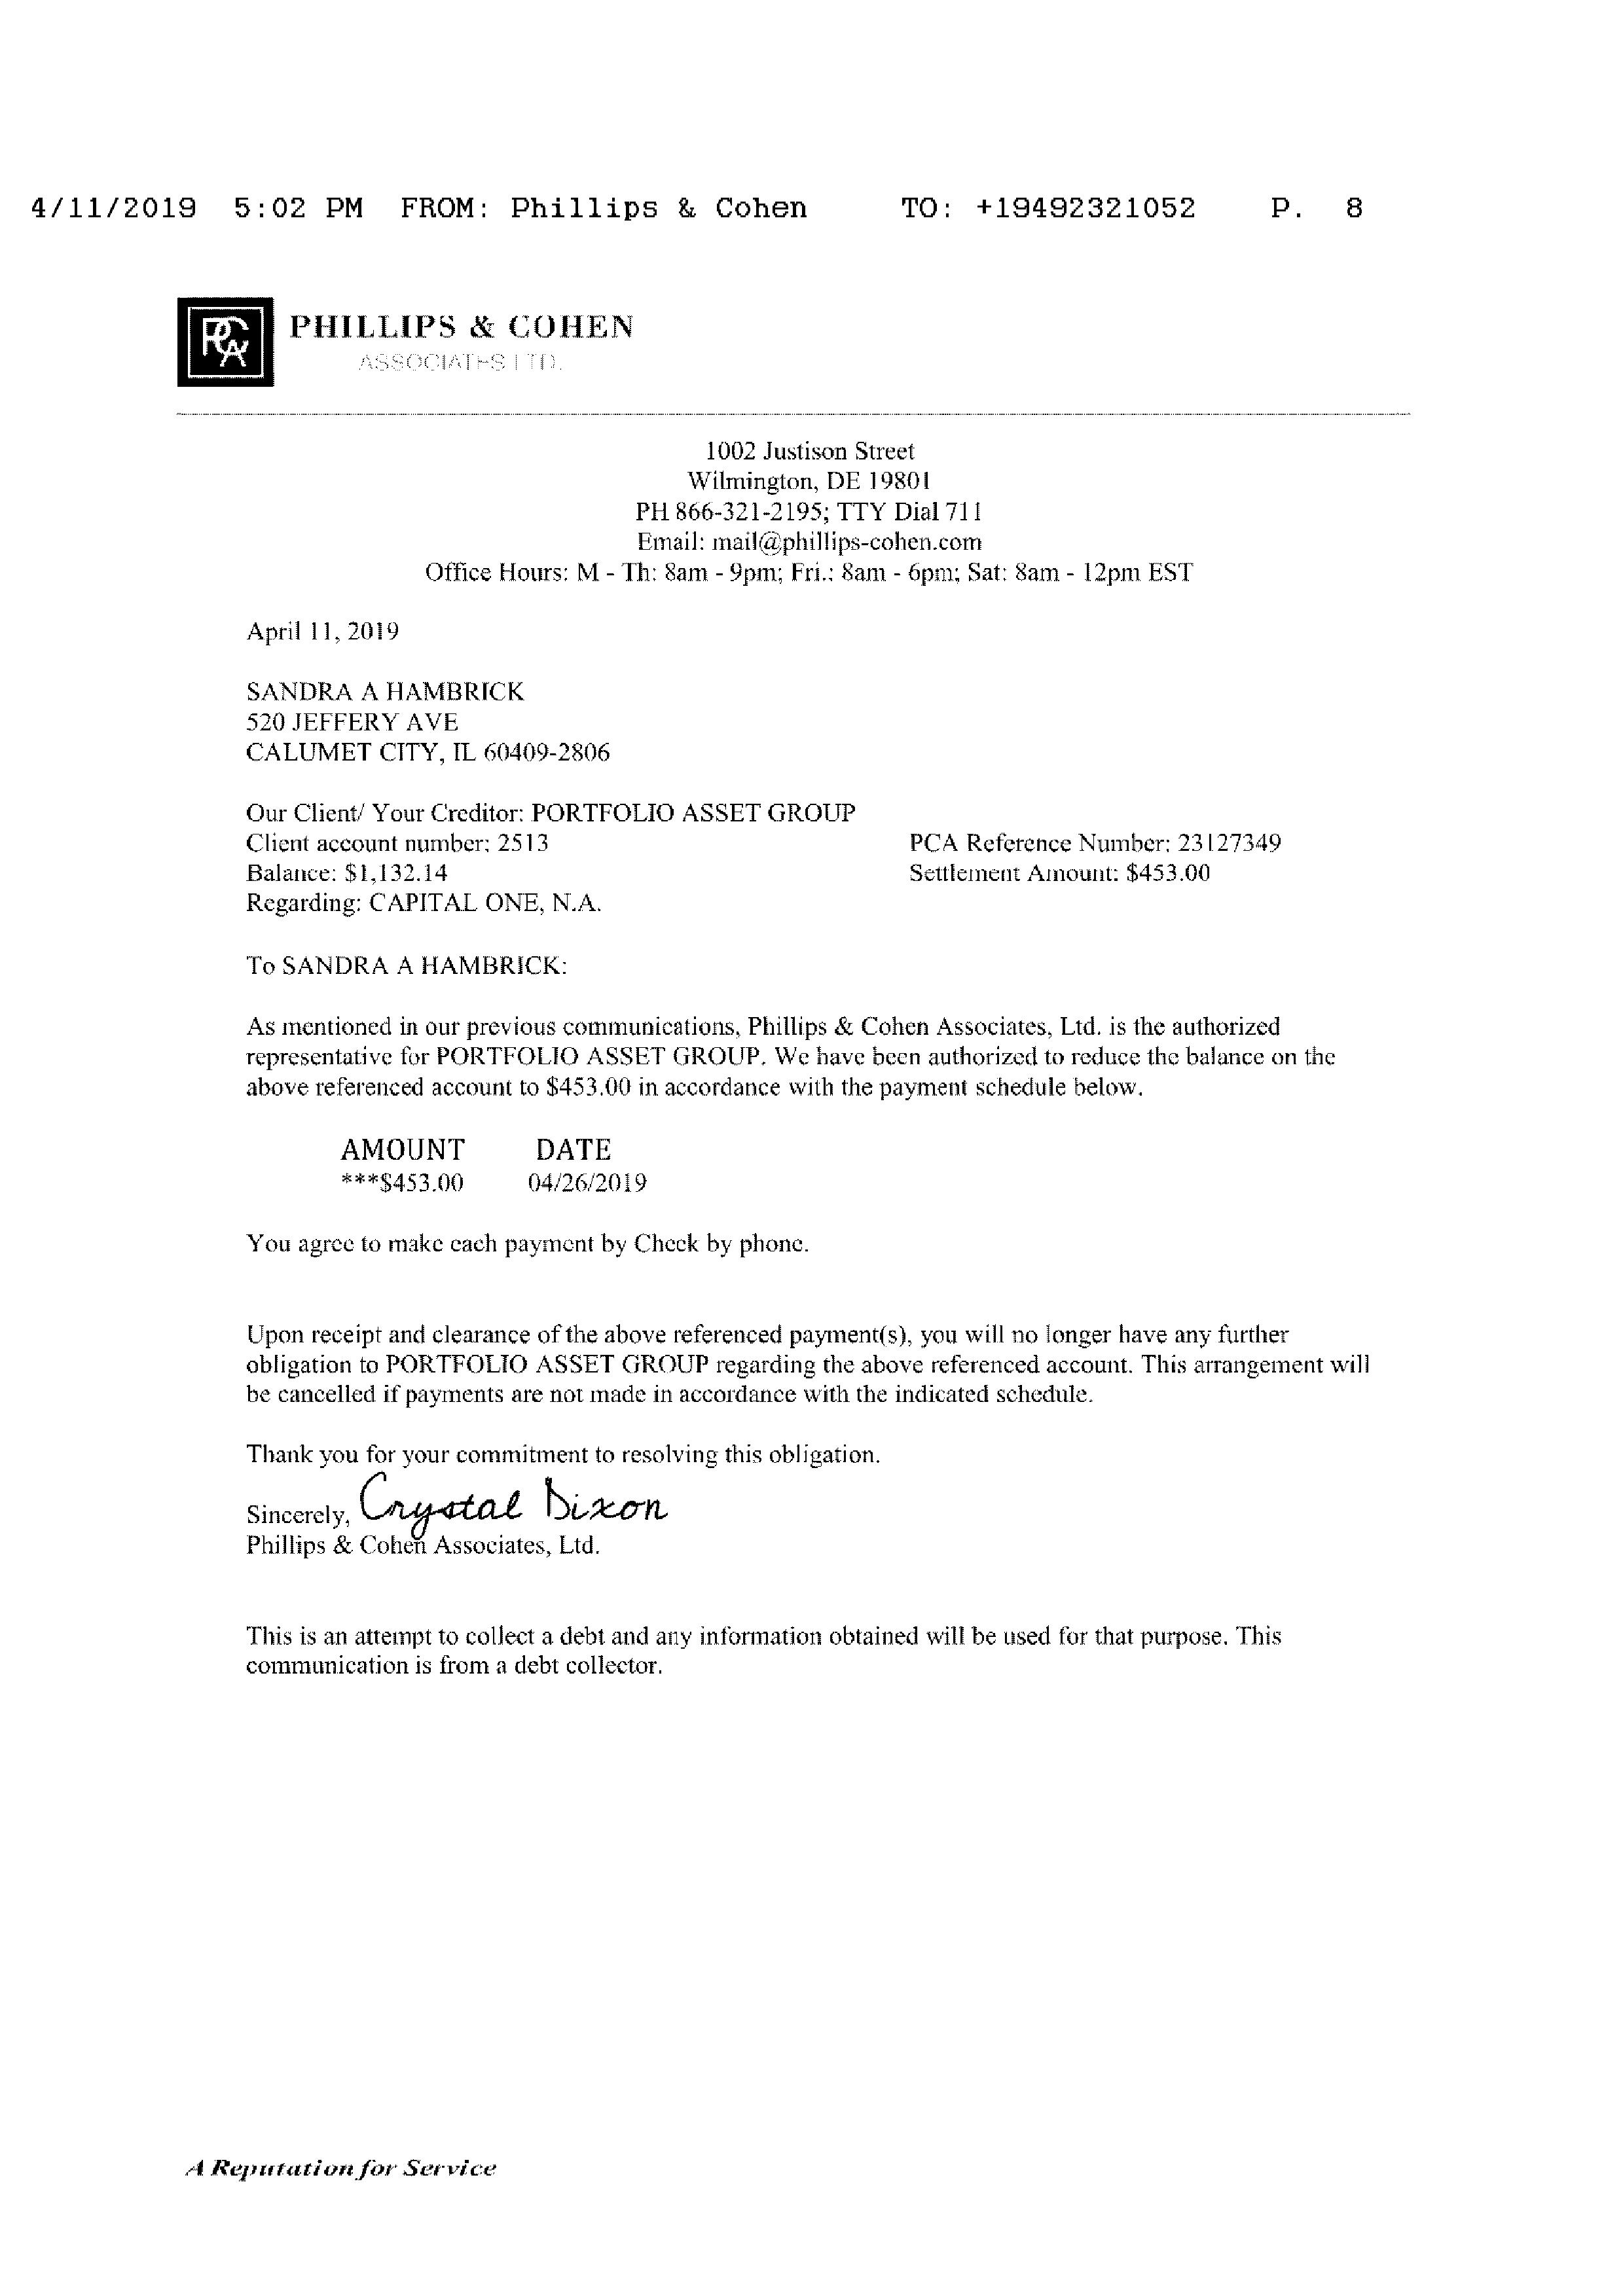 4/11/2019 5:02 PM FROM: Phillips & Cohen TO: +19492321052 P. 8
PCA
PHILLIPS & COHEN
ASSOCIATES LTD.
1002 Justison Street
Wilmington, DE 19801
PH 866-321-2195; TTY Dial 711
Email: mail@phillips-cohen.com
Office Hours: M - Th: 8am - 9pm; Fri.: 8am - 6pm; Sat: 8am - 12pm EST
April 11, 2019
SANDRA A HAMBRICK
520 JEFFERY AVE
CALUMET CITY, IL 60409-2806
Our Client/ Your Creditor: PORTFOLIO ASSET GROUP
Client account number: 2513 PCA Reference Number: 23127349
Balance: $1,132.14 Settlement Amount: $453.00
Regarding: CAPITAL ONE, N.A.
To SANDRA A HAMBRICK:
As mentioned in our previous communications, Phillips & Cohen Associates, Ltd. is the authorized
representative for PORTFOLIO ASSET GROUP. We have been authorized to reduce the balance on the
above referenced account to $453.00 in accordance with the payment schedule below.
AMOUNT DATE
***$453.00 04/26/2019
You agree to make each payment by Check by phone.
Upon receipt and clearance of the above referenced payment(s), you will no longer have any further
obligation to PORTFOLIO ASSET GROUP regarding the above referenced account. This arrangement will
be cancelled if payments are not made in accordance with the indicated schedule.
Thank you for your commitment to resolving this obligation.
Sincerely, Crystal Dixon
Phillips & Cohen Associates, Ltd.
This is an attempt to collect a debt and any information obtained will be used for that purpose. This
communication is from a debt collector.
A Reputation for Service